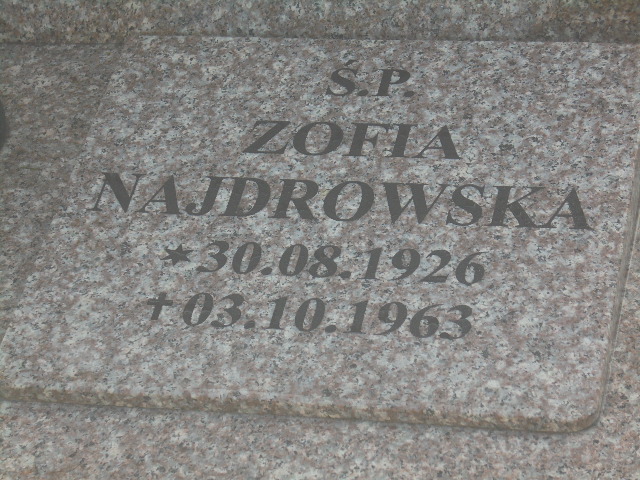 Ś.P.
ZOFIA
NAJDROWSKA
*30.08.1926
†03.10.1963